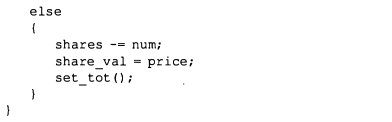 else
{
shares -= num;
share_val = price;
set_tot();
}
}